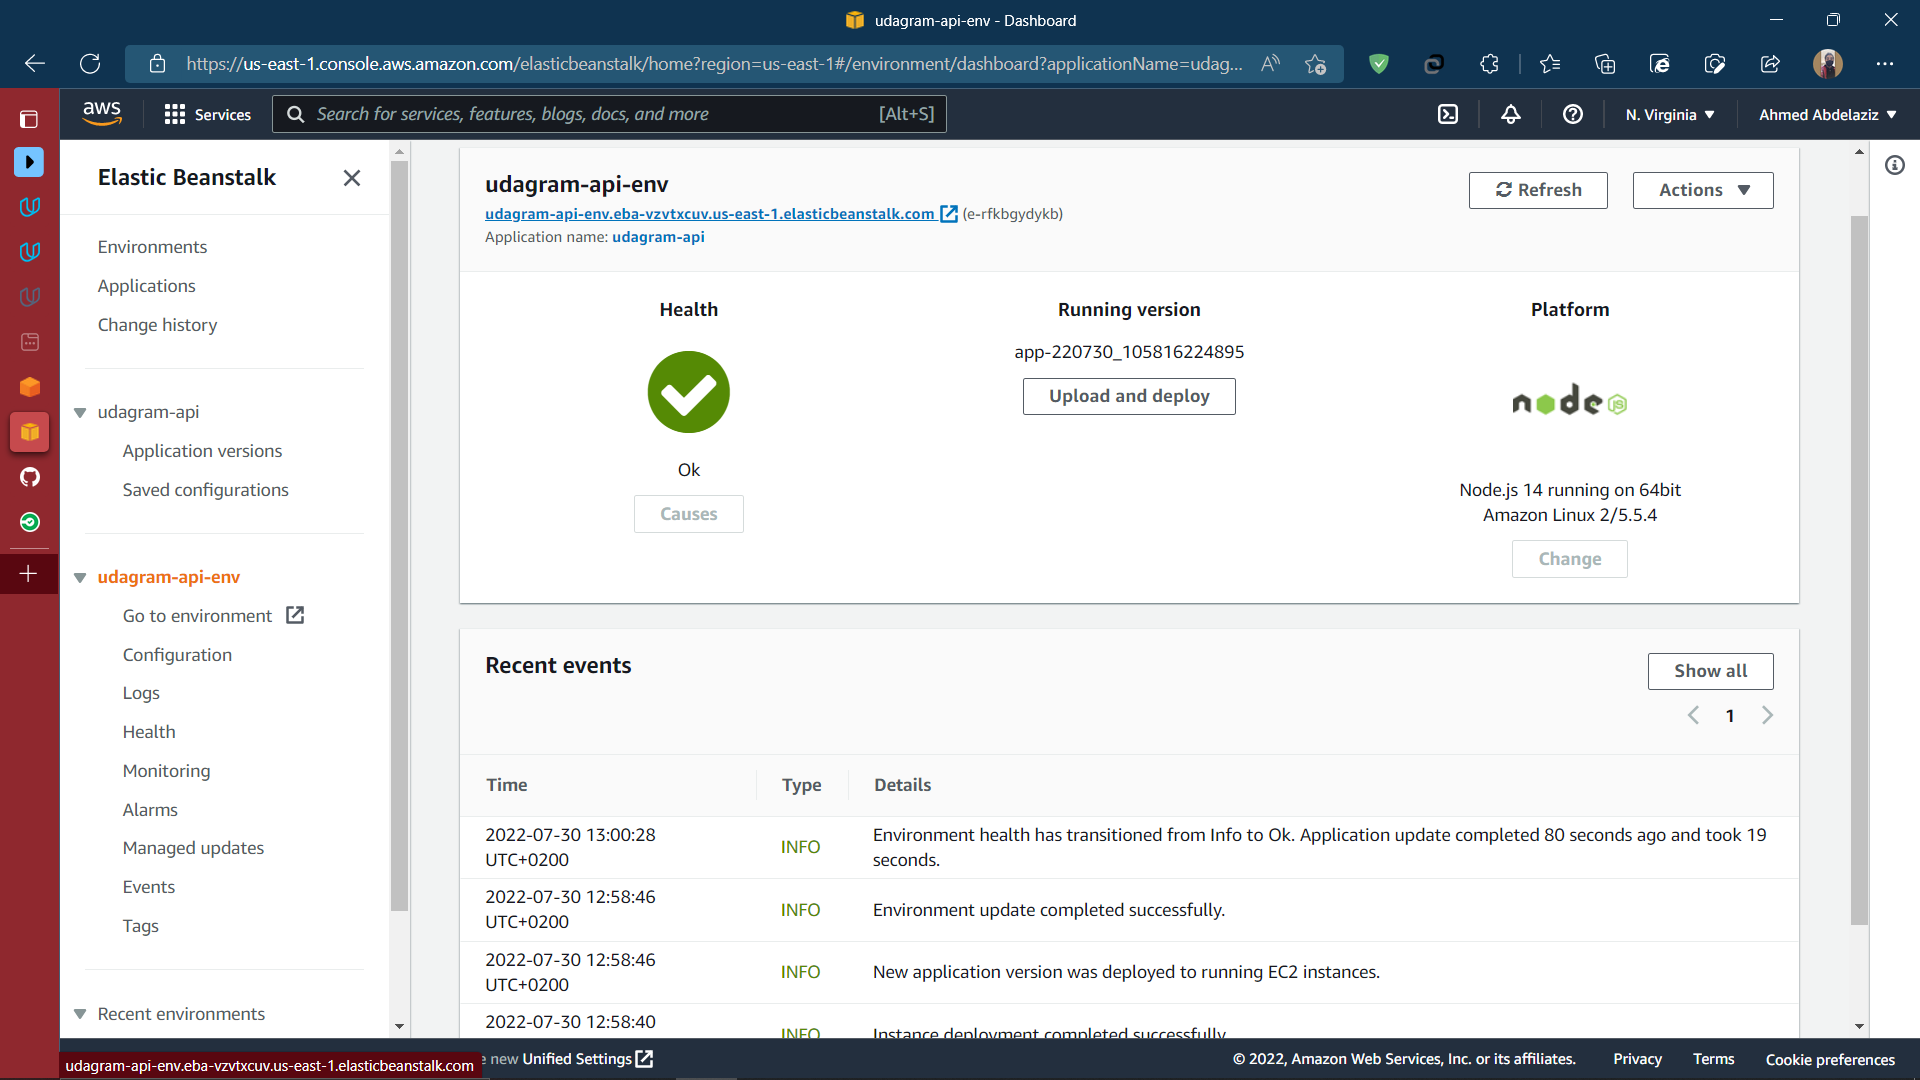 udagram-api-env - Dashboard
https://us-east-1.console.aws.amazon.com/elasticbeanstalk/home?region=us-east-1#/environment/dashboard?applicationName=udag...
aws
Services
Search for services, features, blogs, docs, and more
[Alt+S]
N. Virginia
Ahmed Abdelaziz
Elastic Beanstalk
Environments
Applications
Change history
udagram-api
Application versions
Saved configurations
udagram-api-env
Go to environment
Configuration
Logs
Health
Monitoring
Alarms
Managed updates
Events
Tags
Recent environments
udagram-api-env
udagram-api-env.eba-vzvtxcuv.us-east-1.elasticbeanstalk.com (e-rfkbgydykb)
Application name: udagram-api
Refresh
Actions
Health
Ok
Causes
Running version
app-220730_105816224895
Upload and deploy
Platform
node JS
Node.js 14 running on 64bit
Amazon Linux 2/5.5.4
Change
Recent events
Show all
1
Time Type Details
2022-07-30 13:00:28
UTC+0200
INFO
Environment health has transitioned from Info to Ok. Application update completed 80 seconds ago and took 19
seconds.
2022-07-30 12:58:46
UTC+0200
INFO
Environment update completed successfully.
2022-07-30 12:58:46
UTC+0200
INFO
New application version was deployed to running EC2 instances.
2022-07-30 12:58:40
INFO
Instance deployment completed successfully.
udagram-api-env.eba-vzvtxcuv.us-east-1.elasticbeanstalk.com
new Unified Settings
© 2022, Amazon Web Services, Inc. or its affiliates.
Privacy
Terms
Cookie preferences